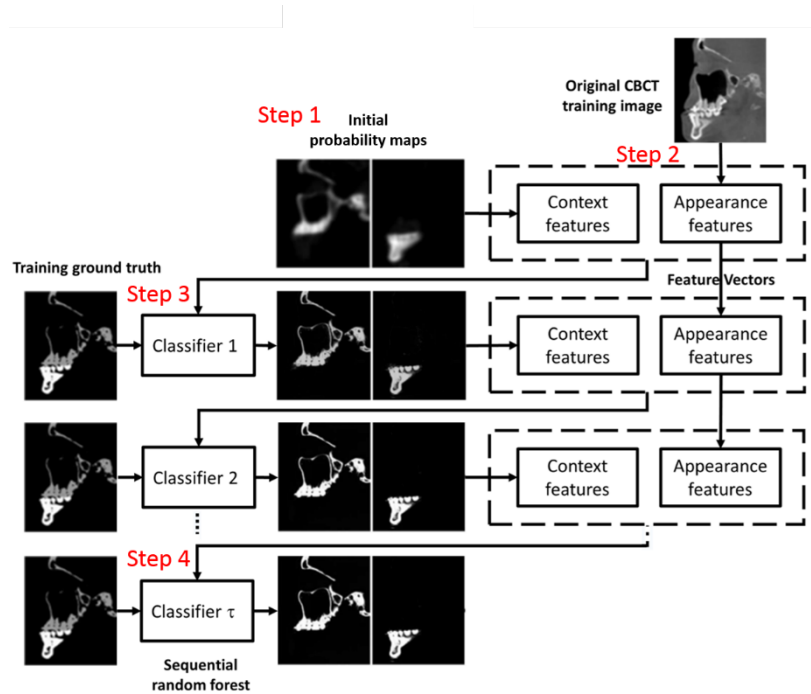 Original CBCT
training image
Step 1
Initial
probability maps
Step 2
Context
features
Appearance
features
Training ground truth
Step 3
Feature Vectors
Classifier 1
Context
features
Appearance
features
Classifier 2
Context
features
Appearance
features
Step 4
Classifier τ
Sequential
random forest